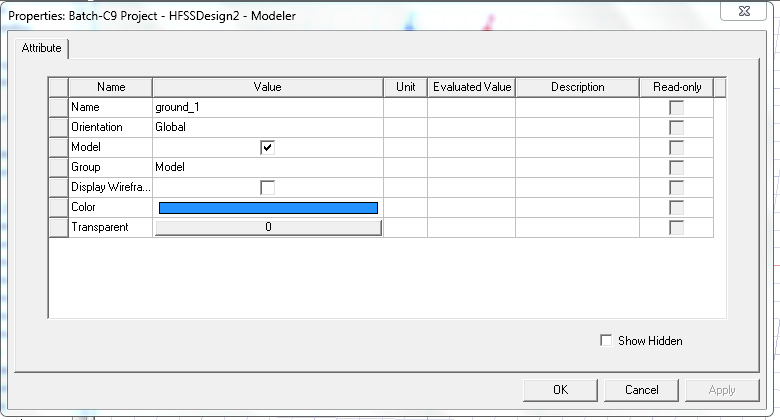 Properties: Batch-C9 Project - HFSSDesign2 - Modeler
Attribute
Name Value Unit Evaluated Value Description Read-only
Name ground_1
Orientation Global
Model
Group Model
Display Wirefra...
Color
Transparent 0
Show Hidden
OK Cancel Apply